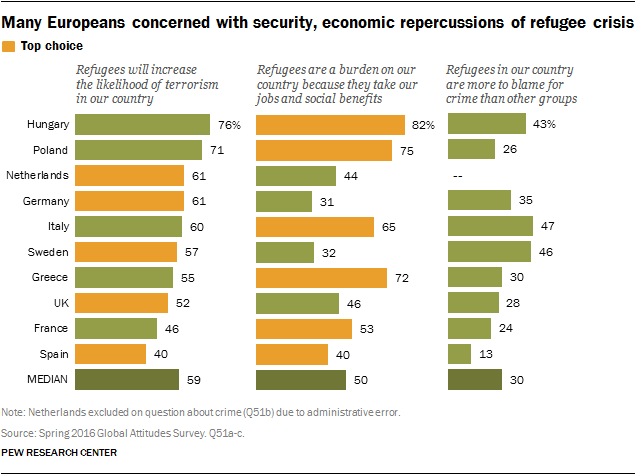 Many Europeans concerned with security, economic repercussions of refugee crisis
Top choice
Refugees will increase
the likelihood of terrorism
in our country
Refugees are a burden on our
country because they take our
jobs and social benefits
Refugees in our country
are more to blame for
crime than other groups
Hungary 76% 82% 43%
Poland 71 75 26
Netherlands 61 44 --
Germany 61 31 35
Italy 60 65 47
Sweden 57 32 46
Greece 55 72 30
UK 52 46 28
France 46 53 24
Spain 40 40 13
MEDIAN 59 50 30
Note: Netherlands excluded on question about crime (Q51b) due to administrative error.
Source: Spring 2016 Global Attitudes Survey. Q51a-c.
PEW RESEARCH CENTER